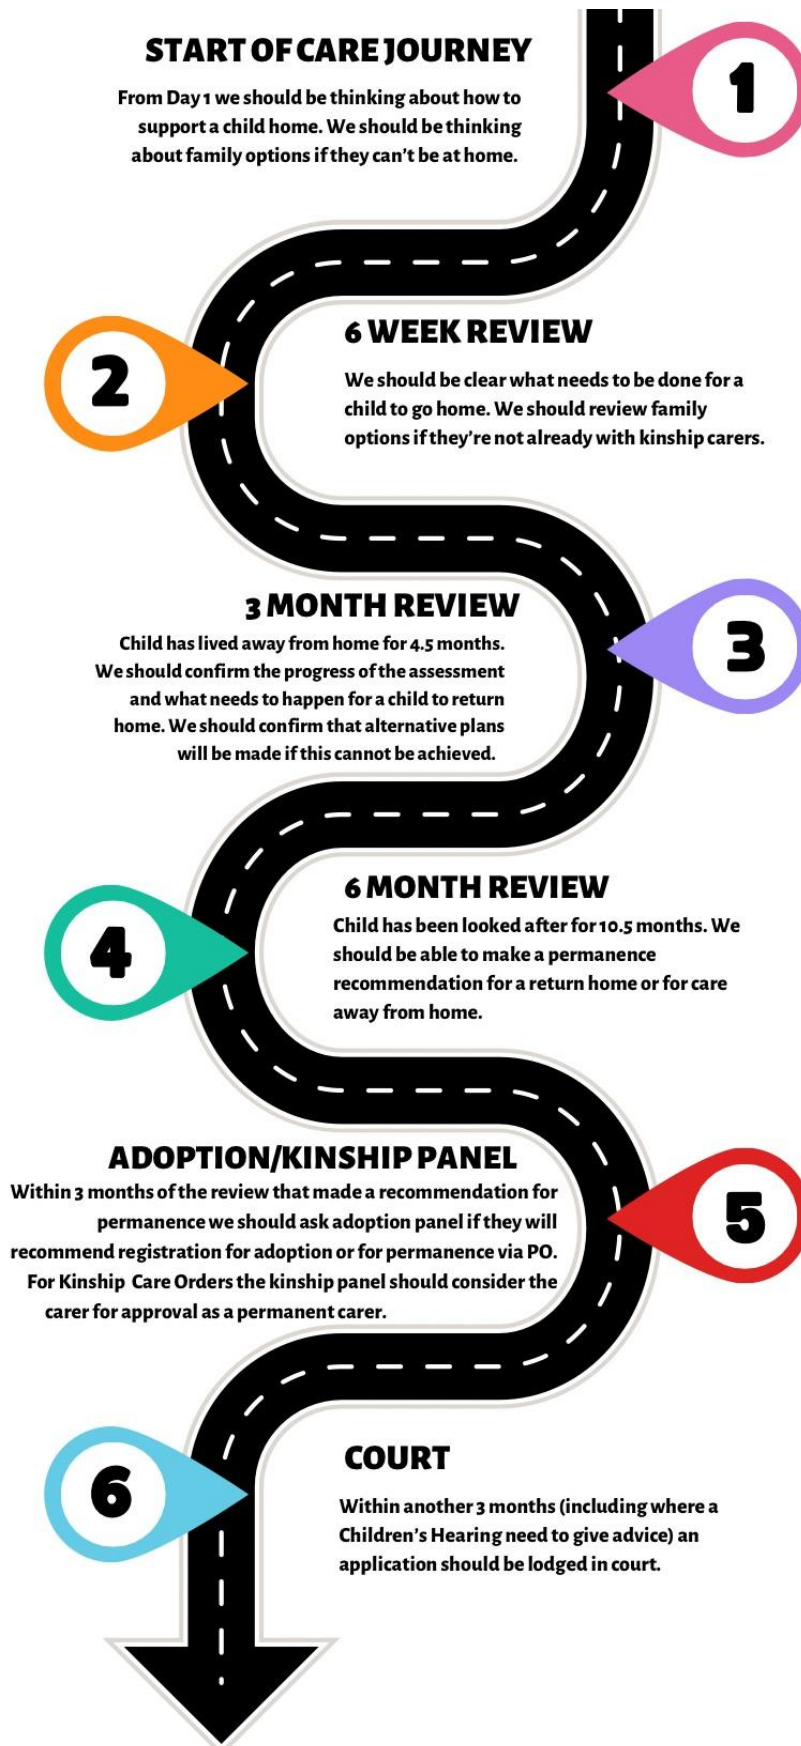 START OF CARE JOURNEY
1
From Day 1 we should be thinking about how to
support a child home. We should be thinking
about family options if they can't be at home.
2
6 WEEK REVIEW
We should be clear what needs to be done for a
child to go home. We should review family
options if they're not already with kinship carers.
3 MONTH REVIEW
3
Child has lived away from home for 4.5 months.
We should confirm the progress of the assessment
and what needs to happen for a child to return
home. We should confirm that alternative plans
will be made if this cannot be achieved.
4
6 MONTH REVIEW
Child has been looked after for 10.5 months. We
should be able to make a permanence
recommendation for a return home or for care
away from home.
ADOPTION/KINSHIP PANEL
5
Within 3 months of the review that made a recommendation for
permanence we should ask adoption panel if they will
recommend registration for adoption or for permanence via PO.
For Kinship Care Orders the kinship panel should consider the
carer for approval as a permanent carer.
6
COURT
Within another 3 months (including where a
Children's Hearing need to give advice) an
application should be lodged in court.